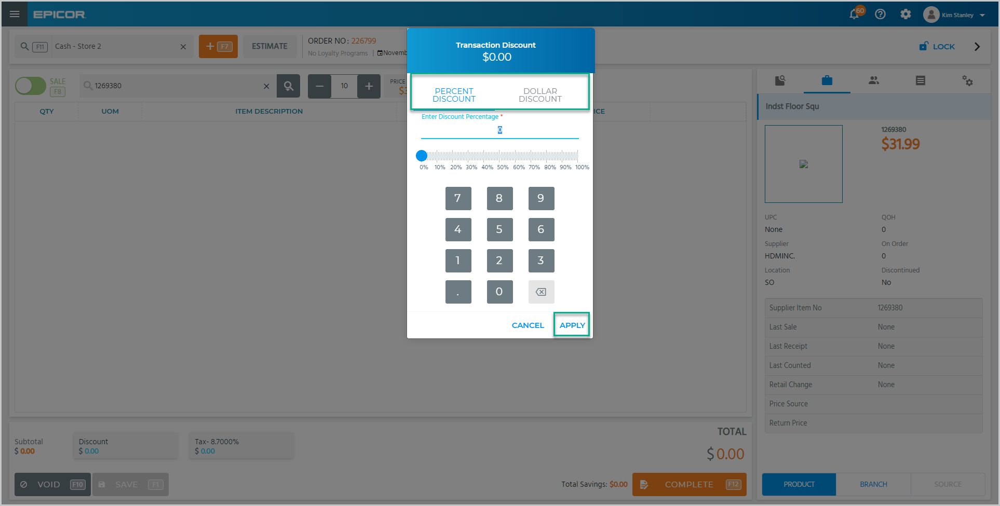 EPICOR
60
Kim Stanley
F11
Cash - Store 2
+ F7
ESTIMATE
ORDER NO: 226799
No Loyalty Programs
Novemb
LOCK
Transaction Discount
$0.00
SALE
F8
1269380
10
PRICE
$3
PERCENT DISCOUNT
DOLLAR DISCOUNT
QTY
UOM
ITEM DESCRIPTION
ICE
Enter Discount Percentage *
0
0% 10% 20% 30% 40% 50% 60% 70% 80% 90% 100%
7 8 9
4 5 6
1 2 3
. 0
CANCEL
APPLY
Indst Floor Squ
1269380
$31.99
UPC
None
QOH
0
Supplier
HDMINC.
On Order
0
Location
SO
Discontinued
No
Supplier Item No 1269380
Last Sale None
Last Receipt None
Last Counted None
Retail Change None
Price Source
Return Price
Subtotal
$ 0.00
Discount
$ 0.00
Tax- 8.7000%
$ 0.00
TOTAL
$ 0.00
VOID F10
SAVE F1
Total Savings: $0.00
COMPLETE F12
PRODUCT
BRANCH
SOURCE